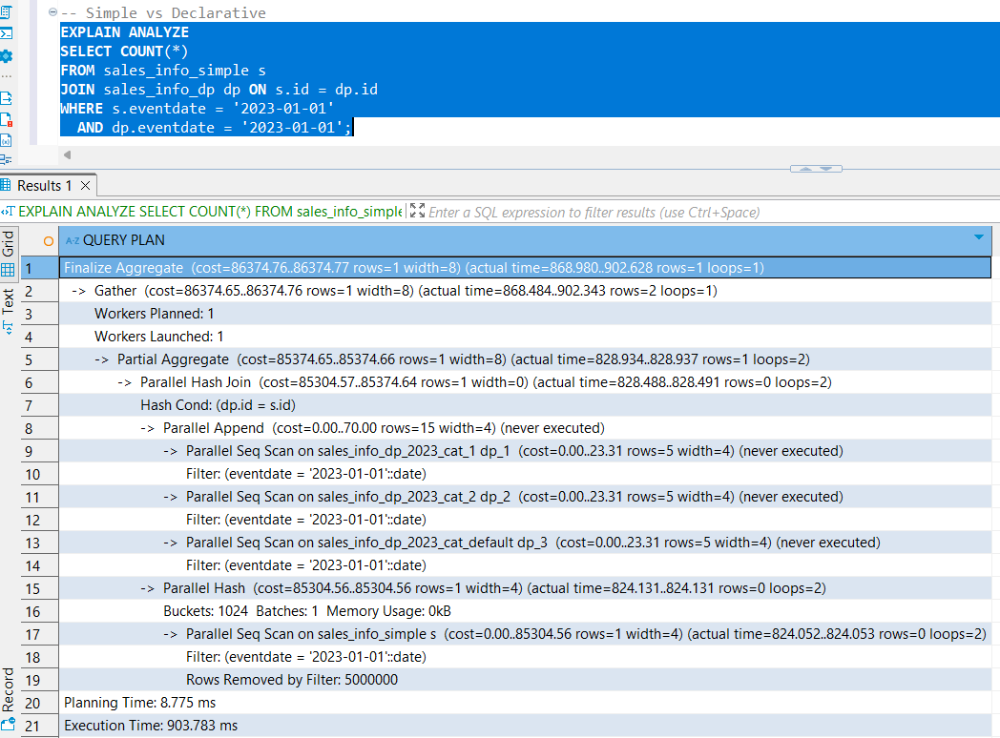 -- Simple vs Declarative
EXPLAIN ANALYZE
SELECT COUNT(*)
FROM sales_info_simple s
JOIN sales_info_dp dp ON s.id = dp.id
WHERE s.eventdate = '2023-01-01'
AND dp.eventdate = '2023-01-01';
Results 1
EXPLAIN ANALYZE SELECT COUNT(*) FROM sales_info_simple Enter a SQL expression to filter results (use Ctrl+Space)
Grid
Text
Record
A-Z QUERY PLAN
1 Finalize Aggregate (cost=86374.76..86374.77 rows=1 width=8) (actual time=868.980..902.628 rows=1 loops=1)
2 -> Gather (cost=86374.65..86374.76 rows=1 width=8) (actual time=868.484..902.343 rows=2 loops=1)
3 Workers Planned: 1
4 Workers Launched: 1
5 -> Partial Aggregate (cost=85374.65..85374.66 rows=1 width=8) (actual time=828.934..828.937 rows=1 loops=2)
6 -> Parallel Hash Join (cost=85304.57..85374.64 rows=1 width=0) (actual time=828.488..828.491 rows=0 loops=2)
7 Hash Cond: (dp.id = s.id)
8 -> Parallel Append (cost=0.00..70.00 rows=15 width=4) (never executed)
9 -> Parallel Seq Scan on sales_info_dp_2023_cat_1 dp_1 (cost=0.00..23.31 rows=5 width=4) (never executed)
10 Filter: (eventdate = '2023-01-01'::date)
11 -> Parallel Seq Scan on sales_info_dp_2023_cat_2 dp_2 (cost=0.00..23.31 rows=5 width=4) (never executed)
12 Filter: (eventdate = '2023-01-01'::date)
13 -> Parallel Seq Scan on sales_info_dp_2023_cat_default dp_3 (cost=0.00..23.31 rows=5 width=4) (never executed)
14 Filter: (eventdate = '2023-01-01'::date)
15 -> Parallel Hash (cost=85304.56..85304.56 rows=1 width=4) (actual time=824.131..824.131 rows=0 loops=2)
16 Buckets: 1024 Batches: 1 Memory Usage: 0kB
17 -> Parallel Seq Scan on sales_info_simple s (cost=0.00..85304.56 rows=1 width=4) (actual time=824.052..824.053 rows=0 loops=2)
18 Filter: (eventdate = '2023-01-01'::date)
19 Rows Removed by Filter: 5000000
20 Planning Time: 8.775 ms
21 Execution Time: 903.783 ms